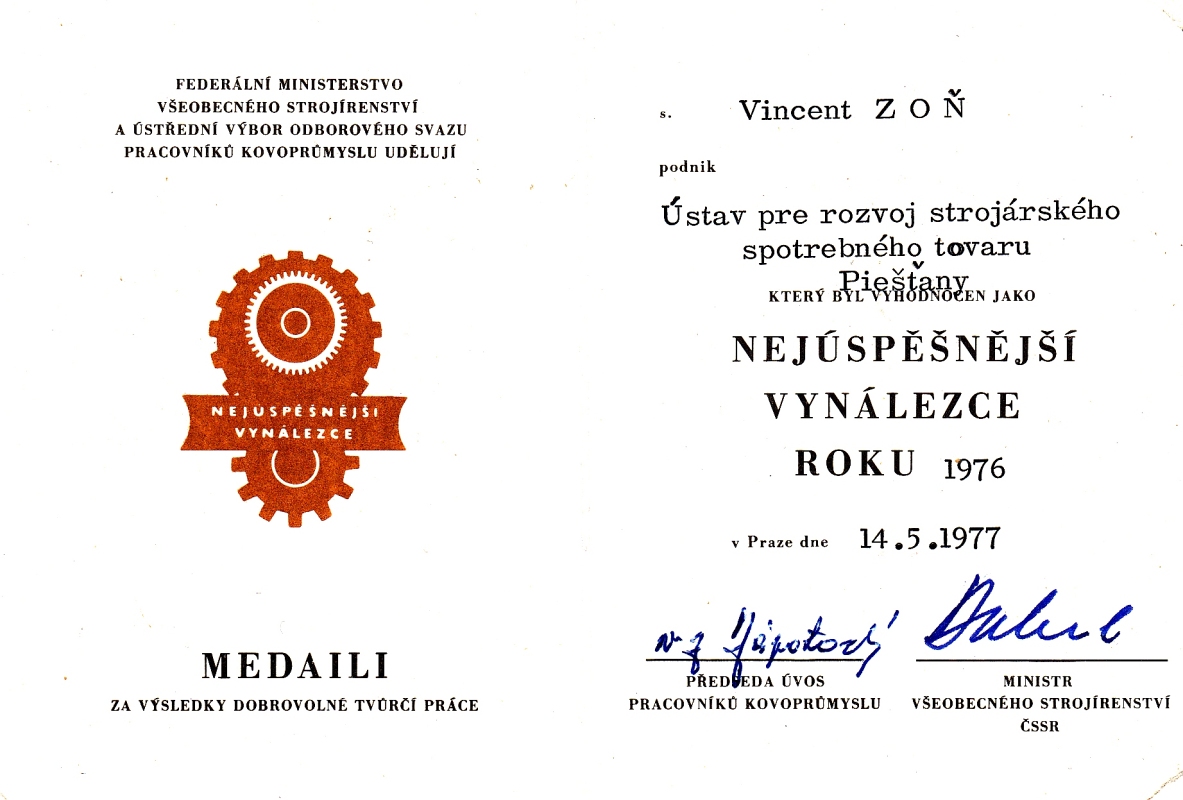 FEDERÁLNÍ MINISTERSTVO
VŠEOBECNÉHO STROJÍRENSTVÍ
A ÚSTŘEDNÍ VÝBOR ODBOROVÉHO SVAZU
PRACOVNÍKŮ KOVOPRŮMYSLU UDĚLUJÍ
NEJÚSPĚŠNĚJŠÍ
VYNÁLEZCE
MEDAILI
ZA VÝSLEDKY DOBROVOLNÉ TVŮRČÍ PRÁCE
s. Vincent Z O Ň
podnik
Ústav pre rozvoj strojárského
spotrebného tovaru
Piešťany
KTERÝ BYL VYHODNOCEN JAKO
NEJÚSPĚŠNĚJŠÍ
VYNÁLEZCE
ROKU 1976
v Praze dne 14.5.1977
PŘEDSEDA ÚVOS
PRACOVNÍKŮ KOVOPRŮMYSLU
MINISTR
VŠEOBECNÉHO STROJÍRENSTVÍ
ČSSR